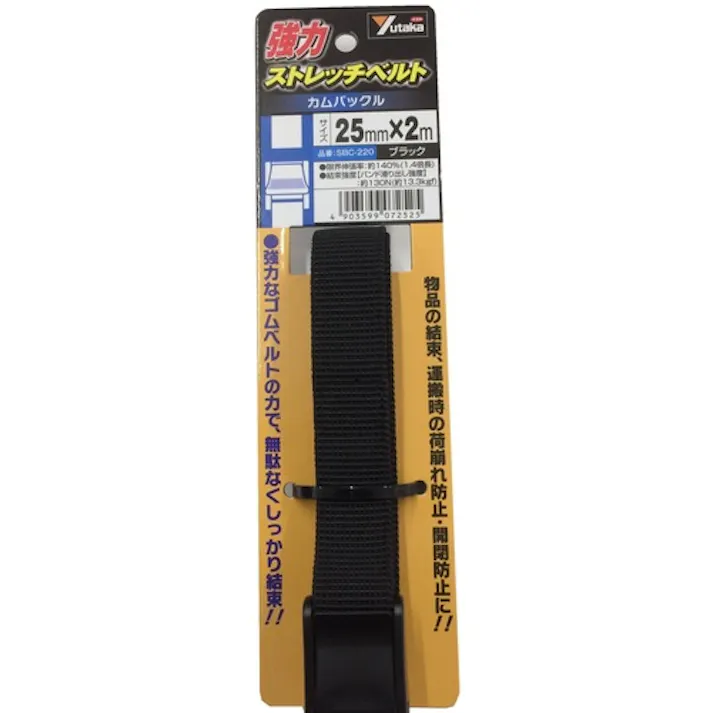 強力
Yutaka
ストレッチベルト
カムバックル
サイズ
25mm×2m
品番:SBC-220
ブラック
●限界伸張率:約140%(1.4倍長)
●結束強度【バンド滑り出し強度】
:約130N(約13.3kgf)
4 903599 072525
●強力なゴムベルトの力で、無駄なくしっかり結束!!
物品の結束、運搬時の荷崩れ防止・開閉防止に!!